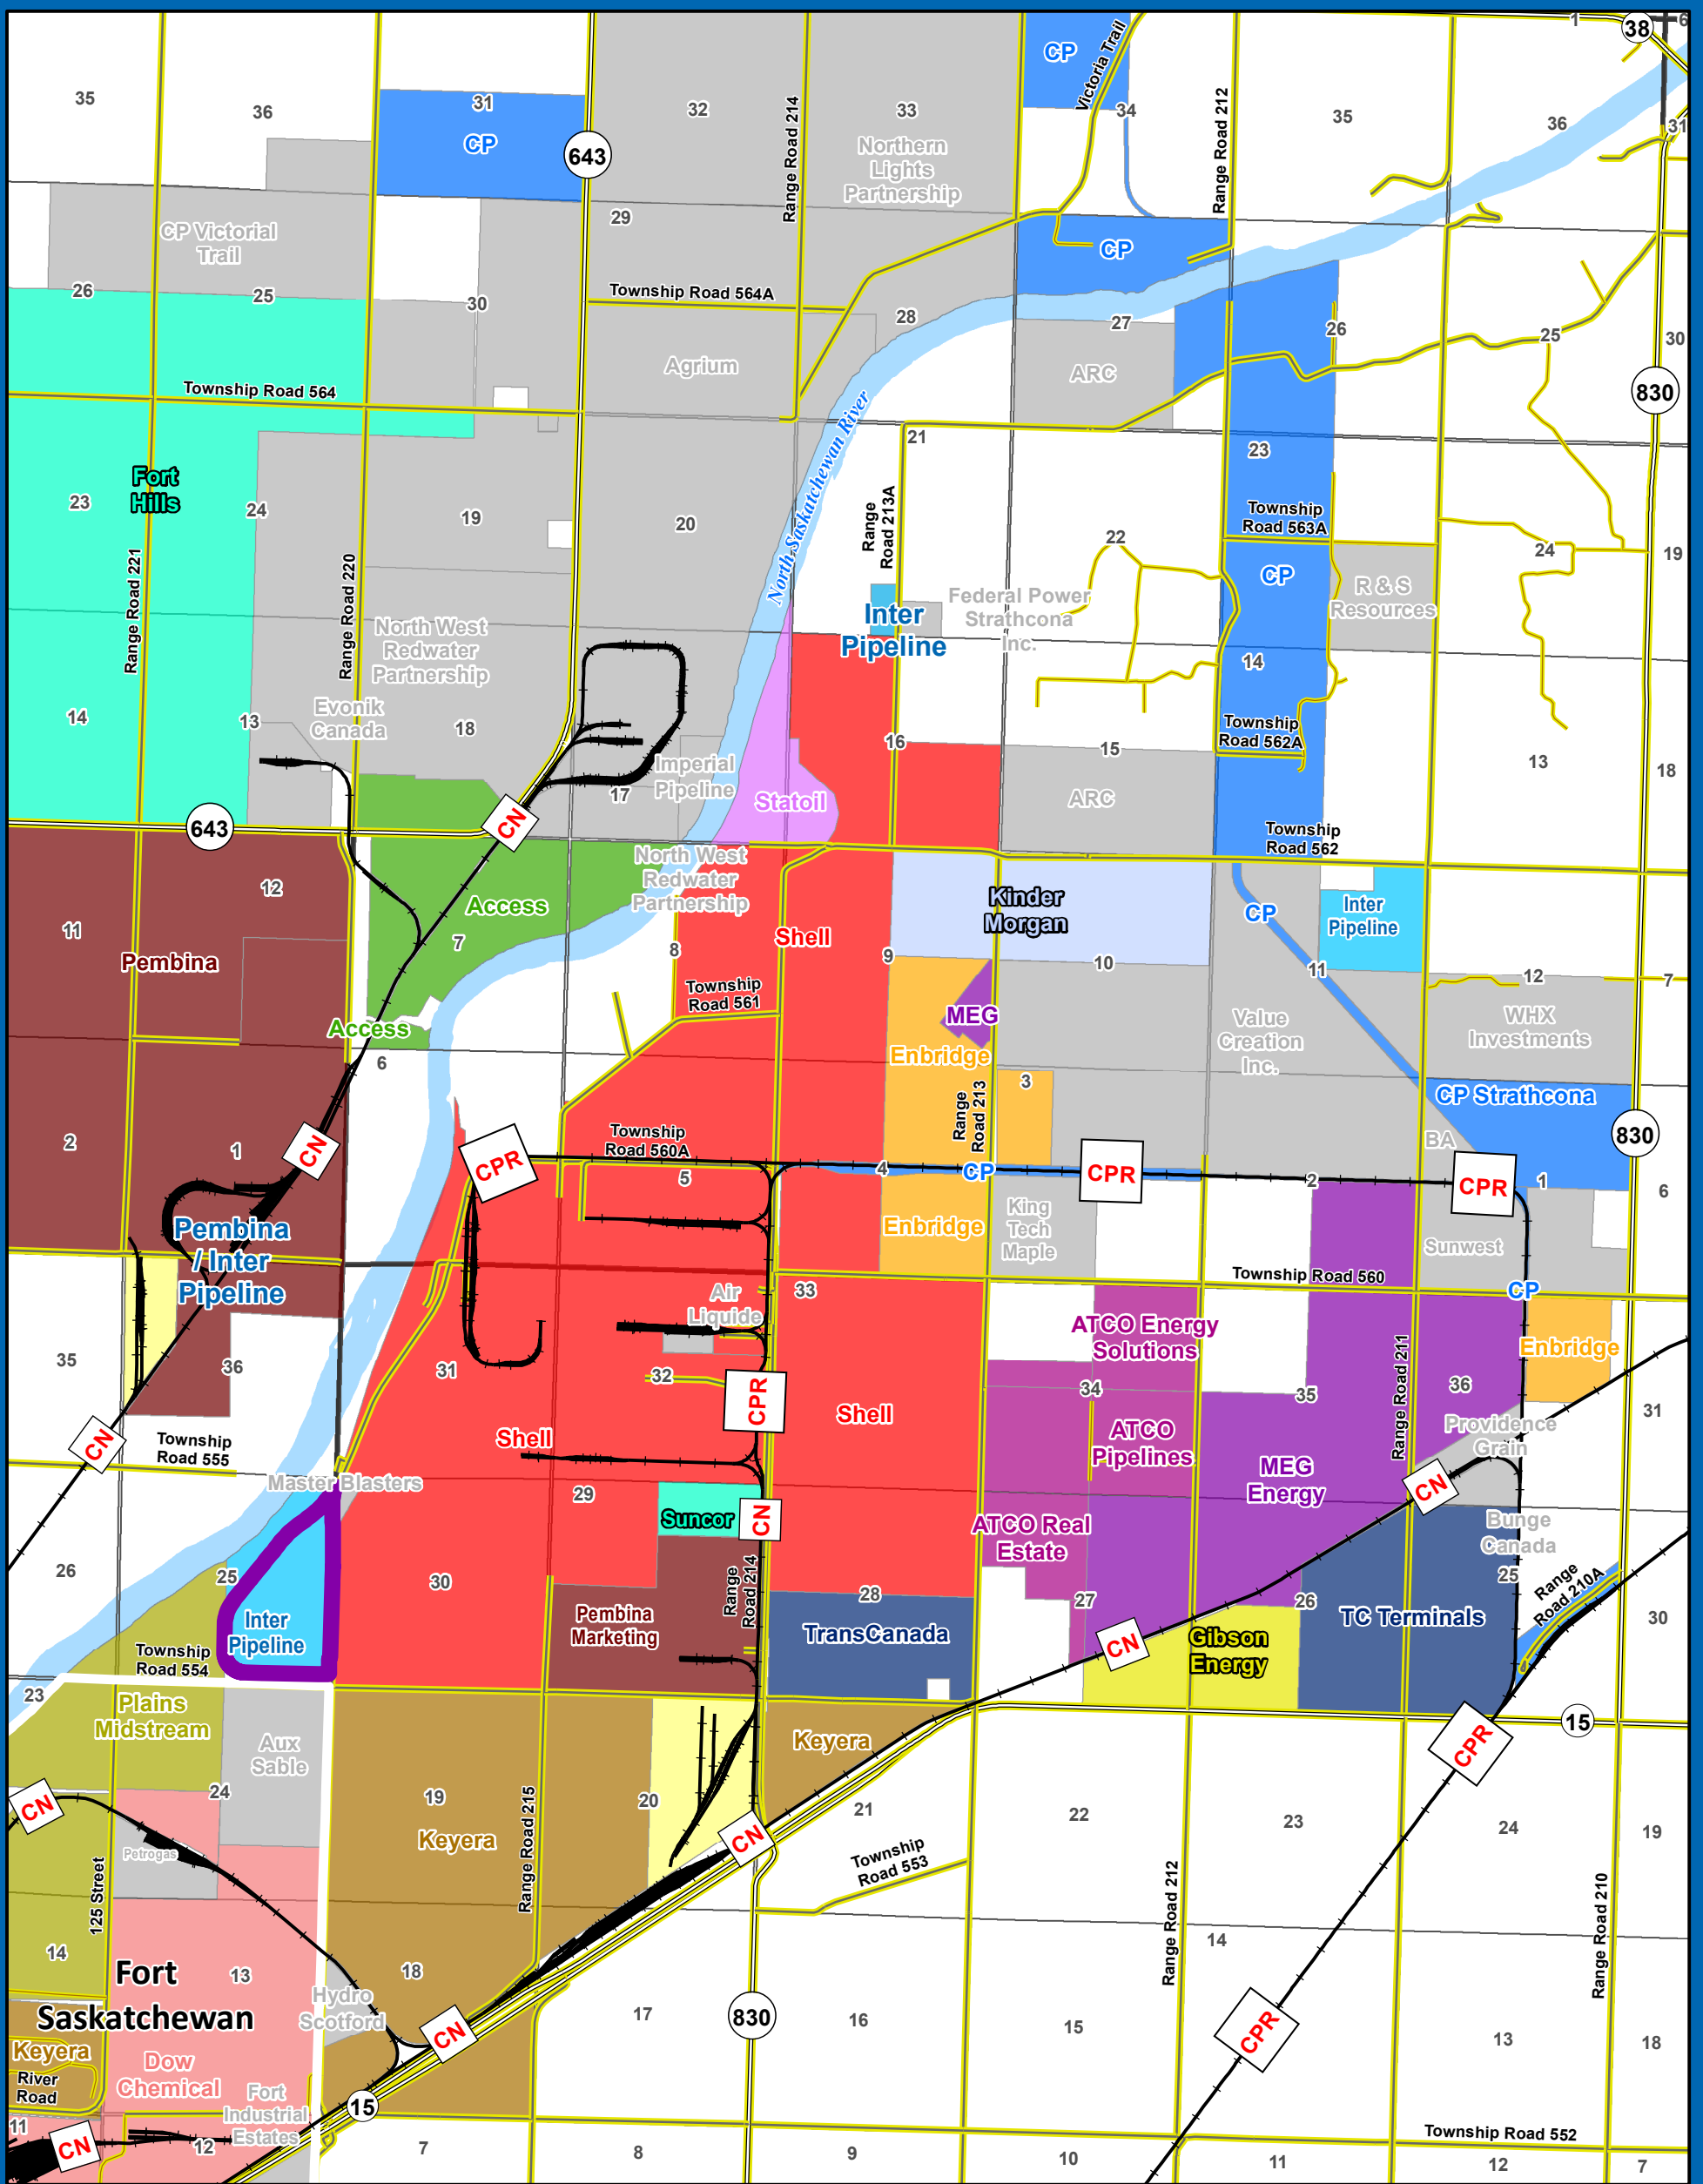 CP
Victoria Trail
1
38
6
35
36
31
CP
643
32
Range Road 214
33
Northern
Lights
Partnership
34
Range Road 212
35
36
31
CP Victorial
Trail
29
CP
26
25
30
Township Road 564A
28
27
26
25
30
Agrium
ARC
830
Township Road 564
North Saskatchewan River
21
23
Fort
Hills
23
24
19
20
Range
Road 213A
22
Township
Road 563A
24
19
Range Road 221
Range Road 220
CP
R & S
Resources
Inter
Pipeline
Federal Power
Strathcona
Inc.
North West
Redwater
Partnership
14
14
13
Evonik
Canada
18
16
15
Township
Road 562A
13
18
Imperial
Pipeline
17
Statoil
ARC
643
CN
Township
Road 562
North West
Redwater
Partnership
12
11
Access
7
Kinder
Morgan
CP
Inter
Pipeline
Pembina
8
Shell
9
10
11
12
7
Township
Road 561
MEG
Value
Creation
Inc.
WHX
Investments
Access
Enbridge
6
3
Range
Road 213
CP Strathcona
2
1
CN
Township
Road 560A
CPR
BA
830
5
4
CP
CPR
2
CPR
1
6
Pembina
/ Inter
Pipeline
Enbridge
King
Tech
Maple
Sunwest
Township Road 560
Air
Liquide
33
CP
ATCO Energy
Solutions
Enbridge
35
36
31
32
CPR
Shell
34
35
Range Road 211
36
31
CN
Township
Road 555
Shell
ATCO
Pipelines
Providence
Grain
Master Blasters
29
MEG
Energy
CN
Suncor
CN
ATCO Real
Estate
Bunge
Canada
26
25
30
Range
Road 214
28
27
26
25
Range
Road 210A
30
Inter
Pipeline
Pembina
Marketing
TransCanada
CN
Gibson
Energy
TC Terminals
Township
Road 554
23
Plains
Midstream
Aux
Sable
Keyera
15
CPR
24
19
Range Road 215
20
21
22
23
24
19
CN
Keyera
CN
Petrogas
Township
Road 553
125 Street
Range Road 212
Range Road 210
14
13
18
14
Fort
Saskatchewan
Hydro
Scotford
17
830
16
15
CPR
13
18
CN
Keyera
River
Road
Dow
Chemical
Fort
Industrial
Estates
15
11
CN
12
7
8
9
10
11
Township Road 552
12
7